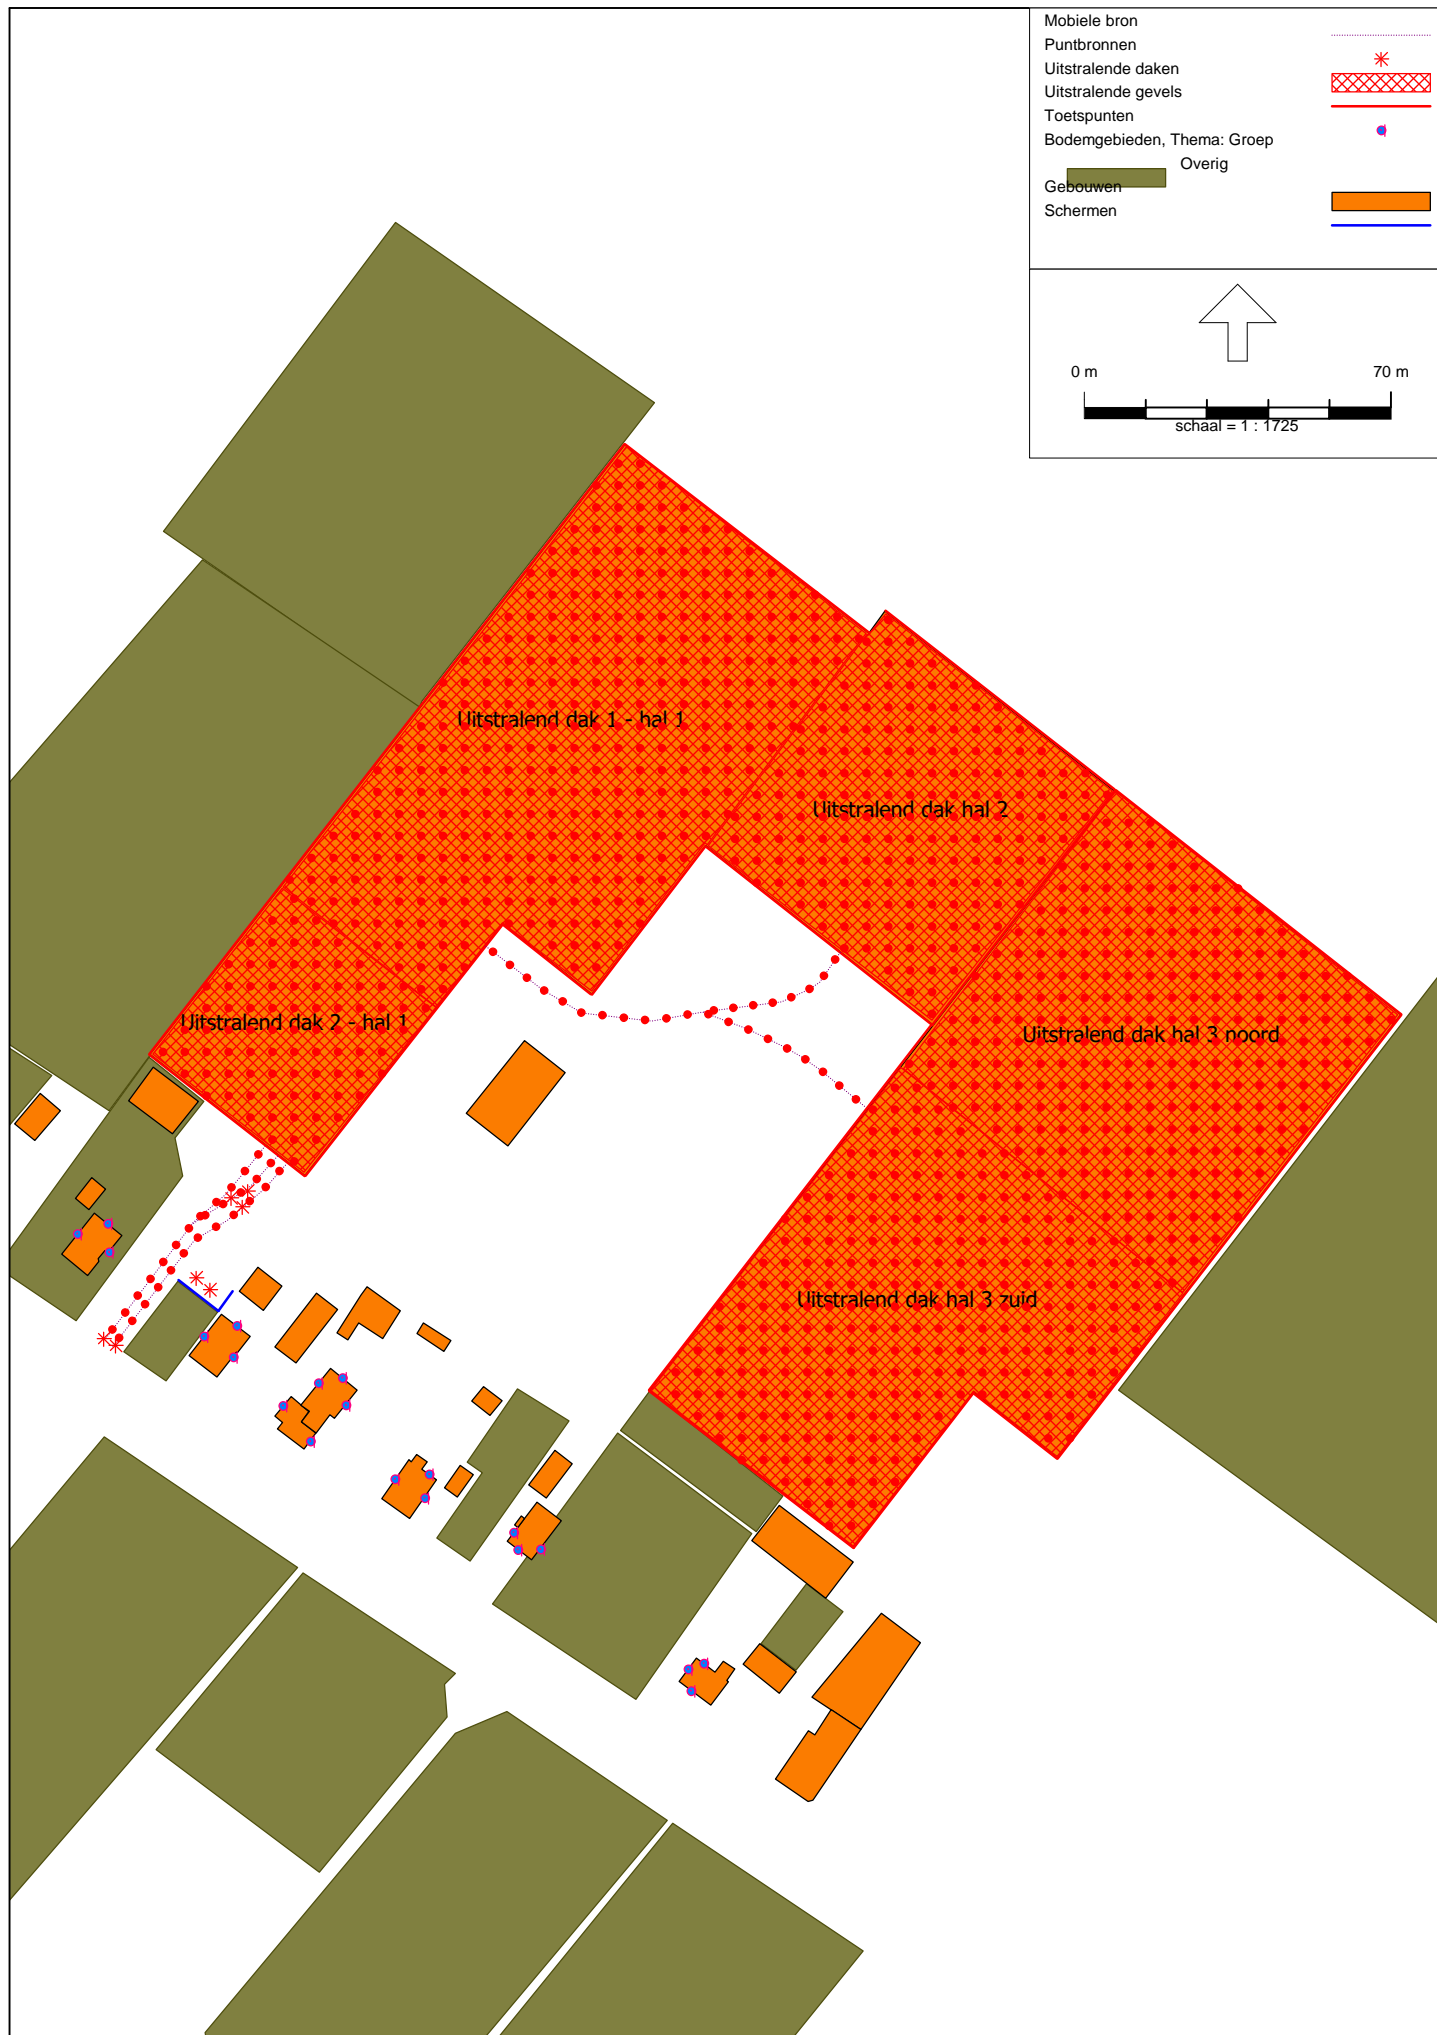 Mobiele bron
Puntbronnen
Uitstralende daken
Uitstralende gevels
Toetspunten
Bodemgebieden, Thema: Groep
Overig
Gebouwen
Schermen
0 m 70 m
schaal = 1 : 1725
Uitstralend dak 1 - hal 1
Uitstralend dak hal 2
Uitstralend dak 2 - hal 1
Uitstralend dak hal 3 noord
Uitstralend dak hal 3 zuid